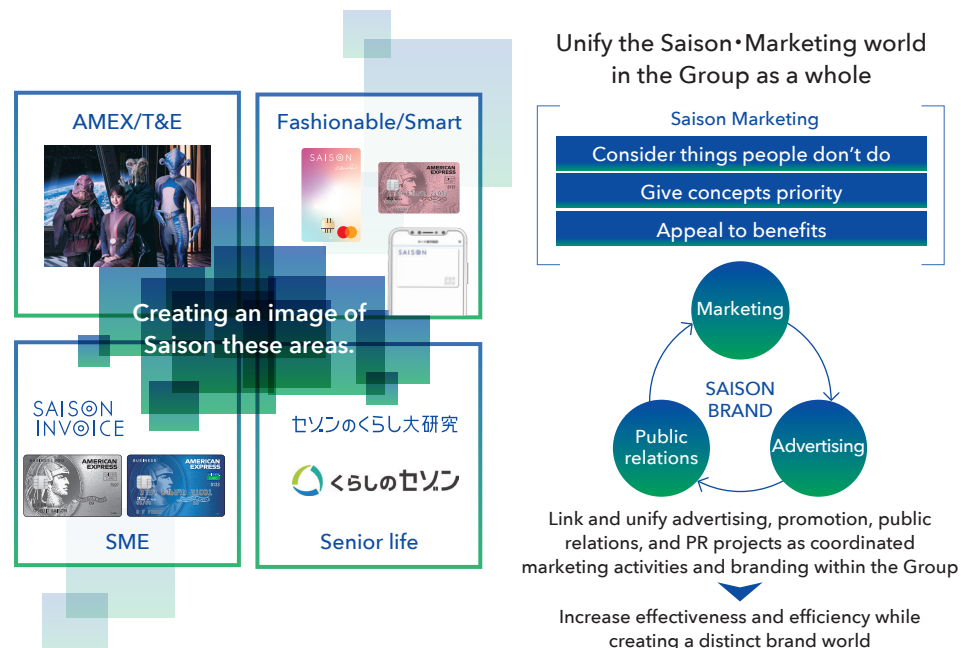 AMEX/T&E
Fashionable/Smart
SAISON
AMERICAN
EXPRESS
SAISON
Creating an image of
Saison these areas.
SAISON
INVOICE
BUSINESS
AMERICAN
EXPRESS
BUSINESS
AMERICAN
EXPRESS
SME
セゾンのくらし大研究
くらしのセゾン
Senior life
Unify the Saison•Marketing world
in the Group as a whole
Saison Marketing
Consider things people don't do
Give concepts priority
Appeal to benefits
Marketing
SAISON
BRAND
Public
relations
Advertising
Link and unify advertising, promotion, public
relations, and PR projects as coordinated
marketing activities and branding within the Group
Increase effectiveness and efficiency while
creating a distinct brand world